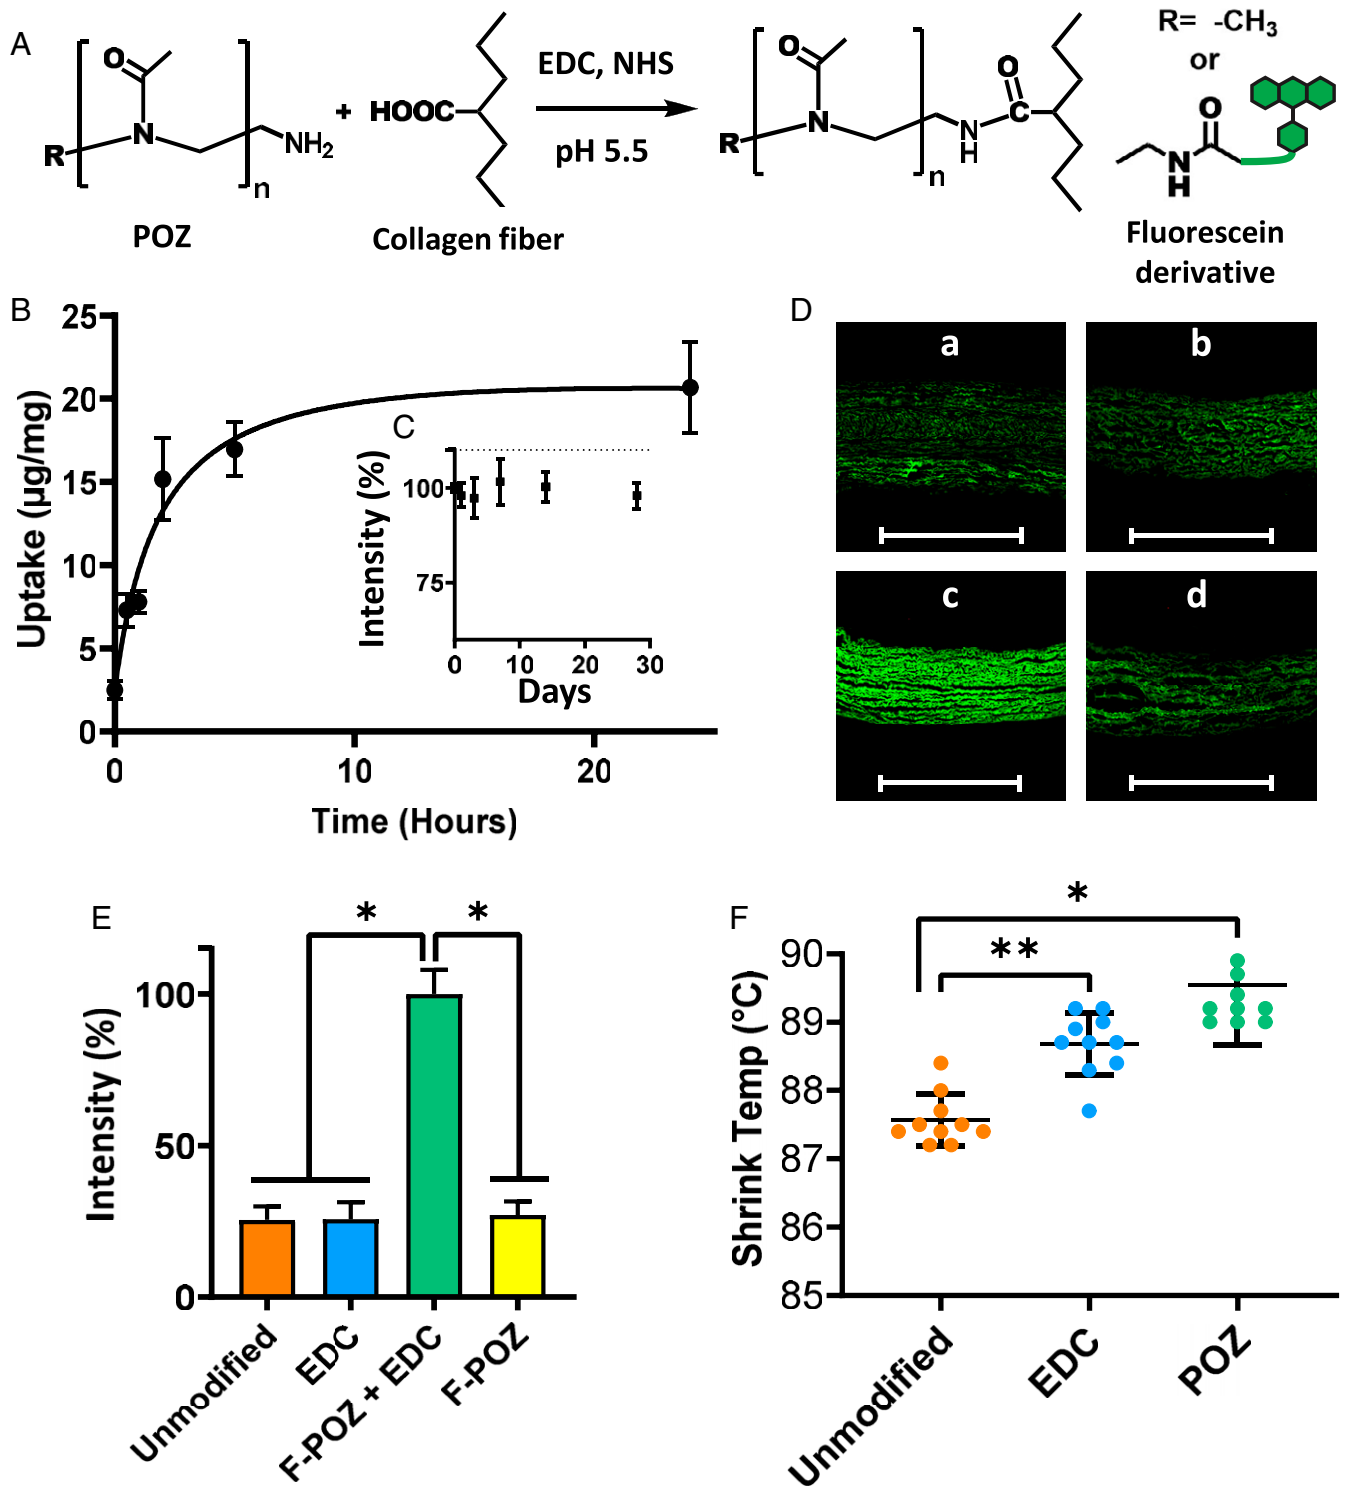 A
O
N
R
n
NH2
POZ
+
HOOC
Collagen fiber
EDC, NHS
pH 5.5
O
N
R
n
N
H
C
O
R= -CH3
or
O
N
H
Fluorescein
derivative
B
25
20
15
10
5
0
Uptake (µg/mg)
0 10 20
Time (Hours)
C
100
75
Intensity (%)
0 10 20 30
Days
D
a
b
c
d
E
* *
100
50
0
Intensity (%)
Unmodified
EDC
F-POZ + EDC
F-POZ
F
*
**
90
89
88
87
86
85
Shrink Temp (°C)
Unmodified
EDC
POZ